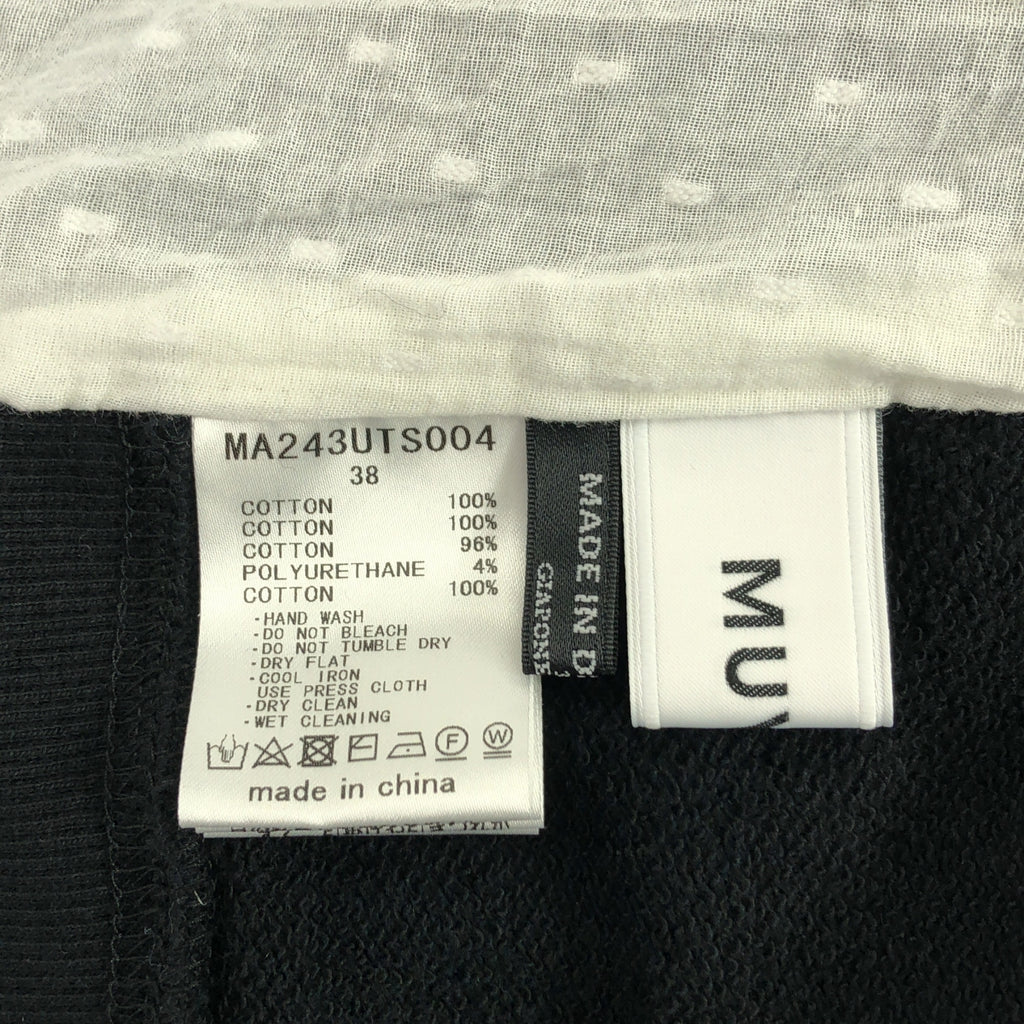 MA243UTS004
38
COTTON 100%
COTTON 100%
COTTON 96%
POLYURETHANE 4%
COTTON 100%
-HAND WASH
-DO NOT BLEACH
-DO NOT TUMBLE DRY
-DRY FLAT
-COOL IRON
USE PRESS CLOTH
-DRY CLEAN
-WET CLEANING
F W
made in china
MADE IN D
GIAPONE
3
MU